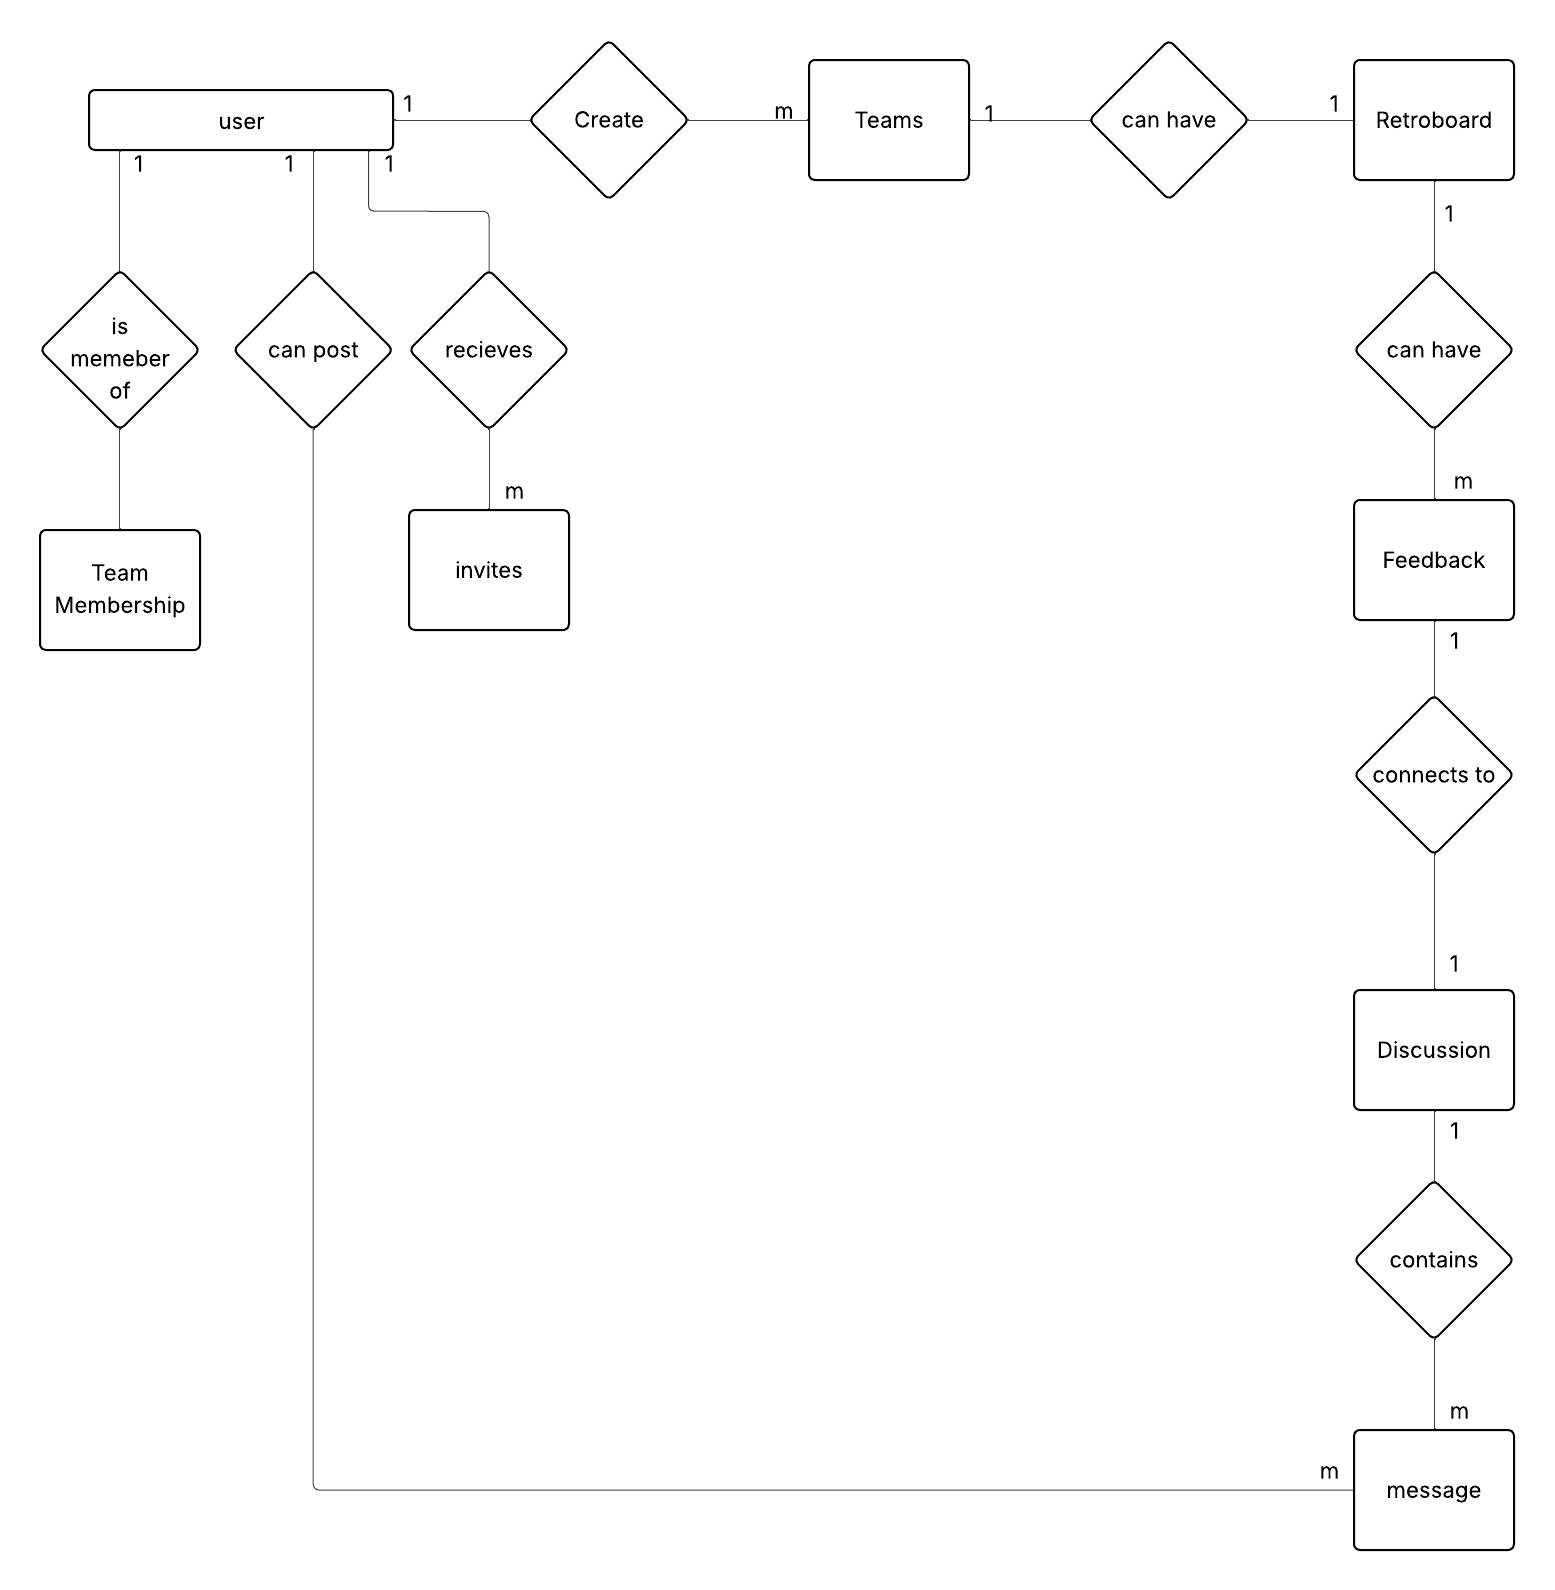 1
1
user
Create
m
Teams
1
can have
Retroboard
1
1
1
1
is
memeber
of
can post
recieves
can have
m
m
invites
Feedback
Team
Membership
1
connects to
1
Discussion
1
contains
m
m
message